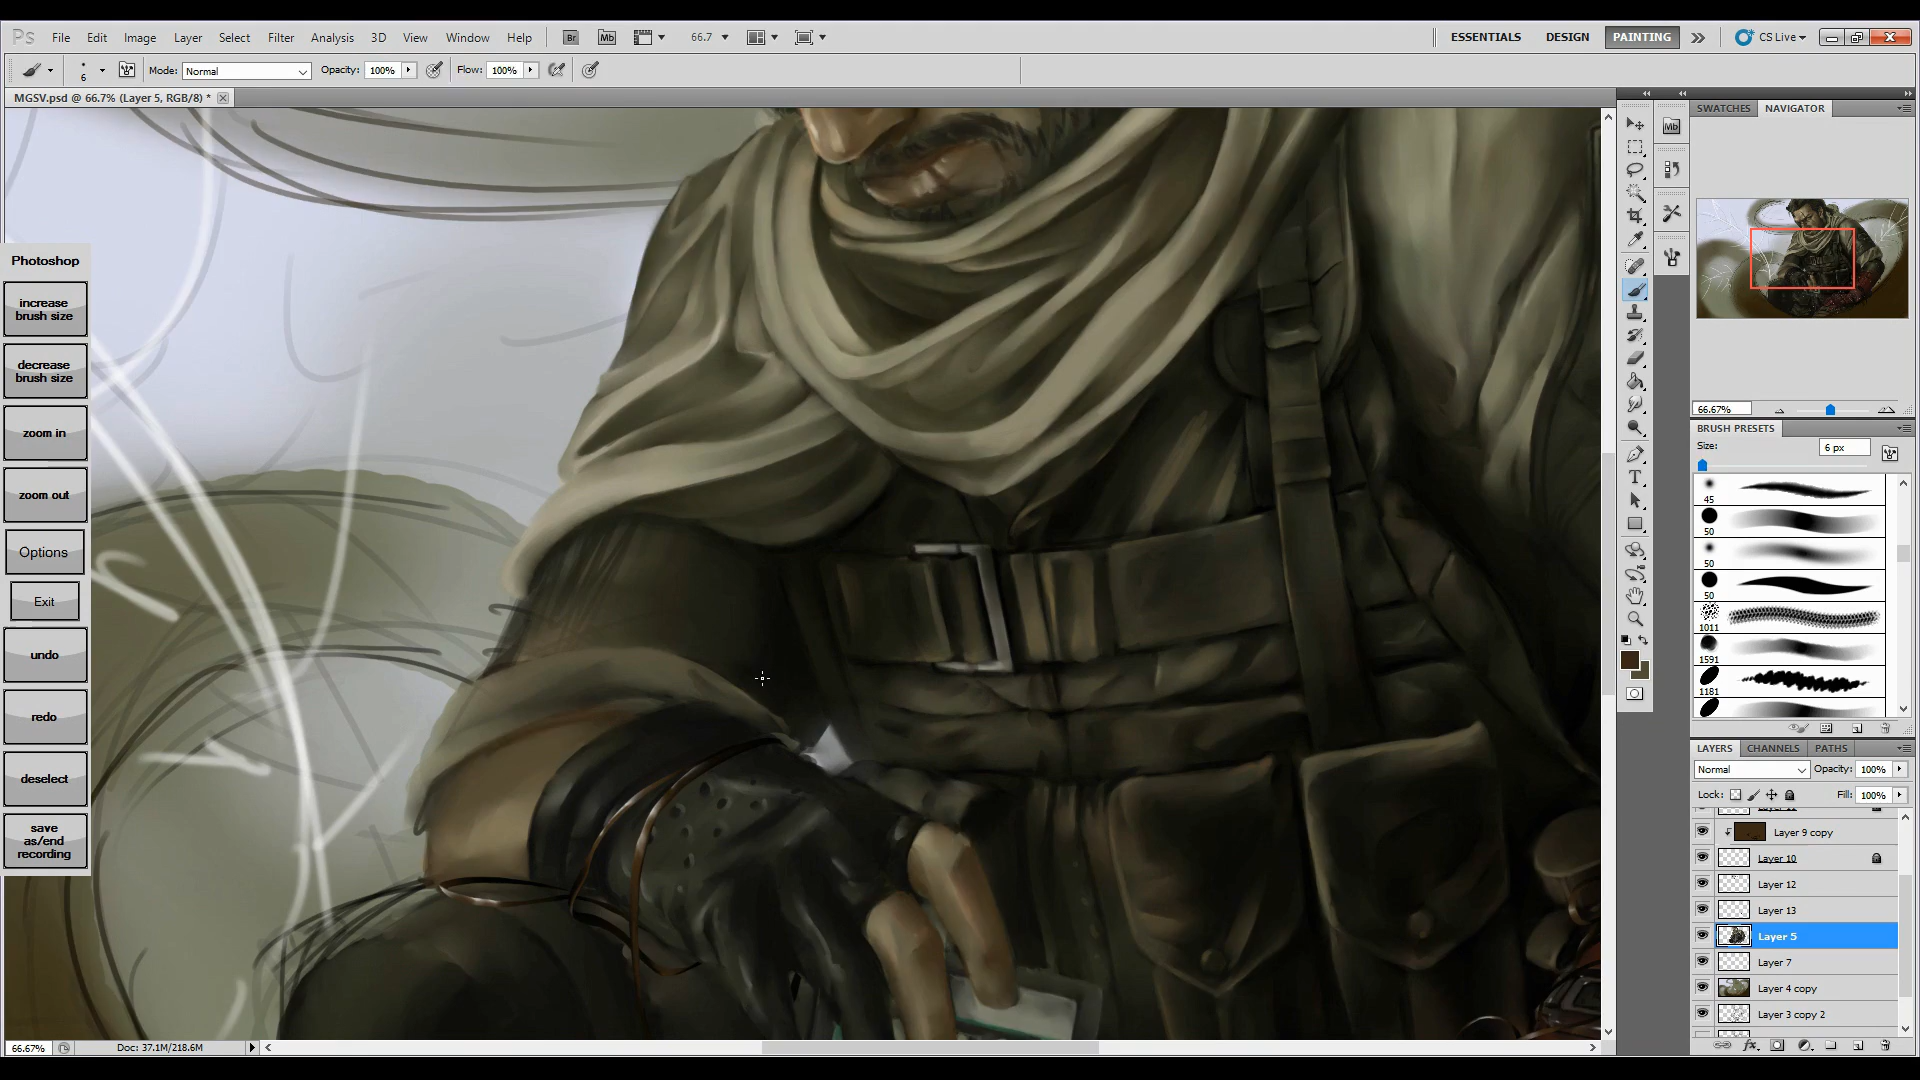 Ps File Edit Image Layer Select Filter Analysis 3D View Window Help Br Mb 66.7 ESSENTIALS DESIGN PAINTING CS Live
6 Mode: Normal Opacity: 100% Flow: 100%
MGSV.psd @ 66.7% (Layer 5, RGB/8) *
Photoshop
increase
brush size
decrease
brush size
zoom in
zoom out
Options
Exit
undo
redo
deselect
save
as/end
recording
66.67% Doc: 37.1M/218.6M
Mb
T
SWATCHES NAVIGATOR
66.67%
BRUSH PRESETS
Size: 6 px
45
50
50
50
1011
1591
1181
LAYERS CHANNELS PATHS
Normal Opacity: 100%
Lock: Fill: 100%
Layer 9 copy
Layer 10
Layer 12
Layer 13
Layer 5
Layer 7
Layer 4 copy
Layer 3 copy 2
fx